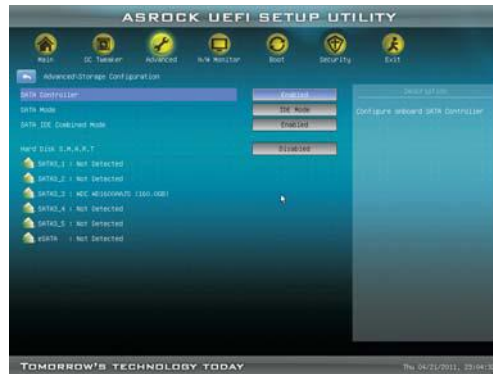 ASROCK UEFI SETUP UTILITY
Main OC Tweaker Advanced H/W Monitor Boot Security Exit
Advanced\Storage Configuration
SATA Controller Enabled
Description
SATA Mode IDE Mode
Configure onboard SATA Controller
SATA IDE Combined Mode Enabled
Hard Disk S.M.A.R.T Disabled
SATA3_1 : Not Detected
SATA3_2 : Not Detected
SATA3_3 : WDC (160.0GB)
SATA3_4 : Not Detected
SATA3_5 : Not Detected
eSATA : Not Detected
TOMORROW'S TECHNOLOGY TODAY
Thu 04/21/2011,